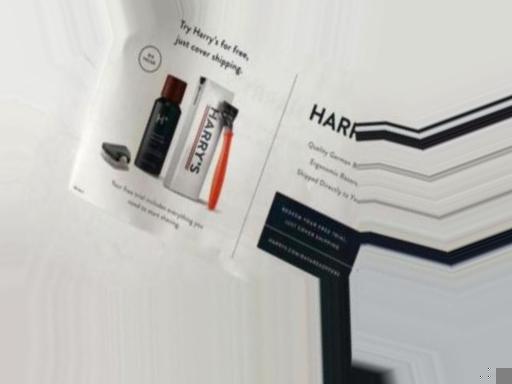 Try Harry's for free,
just cover shipping.
HARRY'S
Your free trial includes everything you
need to start shaving.
HARR
Quality German B
Ergonomic Razors
Shipped Directly to You
REDEEM YOUR FREE TRIAL,
JUST COVER SHIPPING